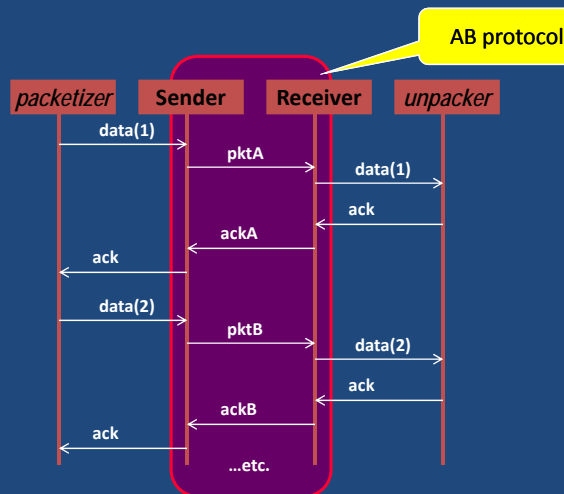 AB protocol
packetizer Sender Receiver unpacker
data(1)
pktA
data(1)
ack
ackA
ack
data(2)
pktB
data(2)
ack
ackB
ack
...etc.